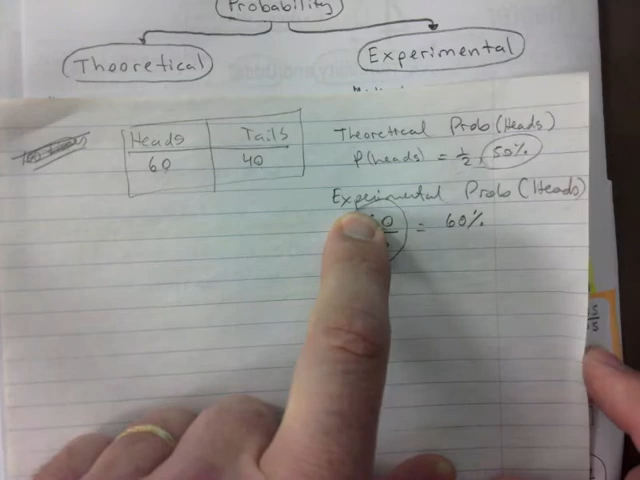 Probability
Theoretical
Experimental
Heads Tails
60 40
Theoretical Prob (Heads)
P(heads) = 1/2, 50%
Experimental Prob (Heads)
= 60%